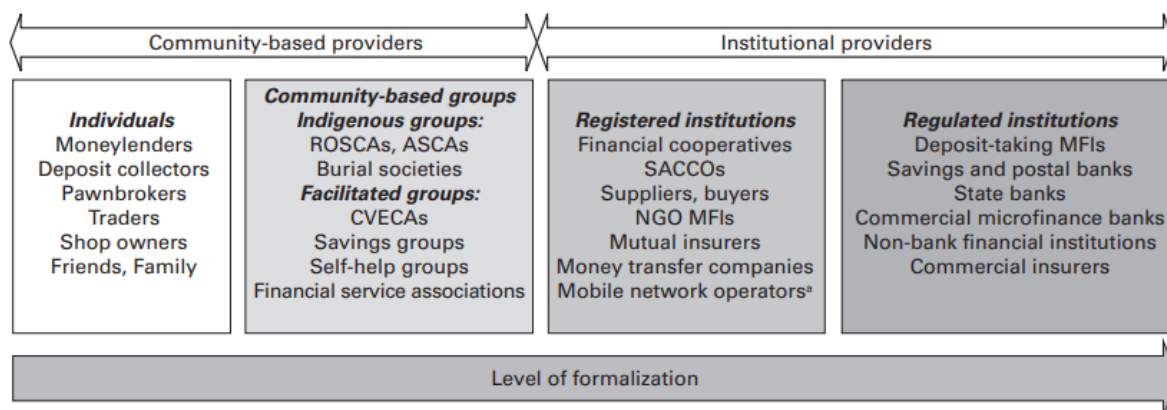 Community-based providers
Institutional providers
Individuals
Moneylenders
Deposit collectors
Pawnbrokers
Traders
Shop owners
Friends, Family
Community-based groups
Indigenous groups:
ROSCAs, ASCAs
Burial societies
Facilitated groups:
CVECAs
Savings groups
Self-help groups
Financial service associations
Registered institutions
Financial cooperatives
SACCOs
Suppliers, buyers
NGO MFIs
Mutual insurers
Money transfer companies
Mobile network operatorsᵃ
Regulated institutions
Deposit-taking MFIs
Savings and postal banks
State banks
Commercial microfinance banks
Non-bank financial institutions
Commercial insurers
Level of formalization